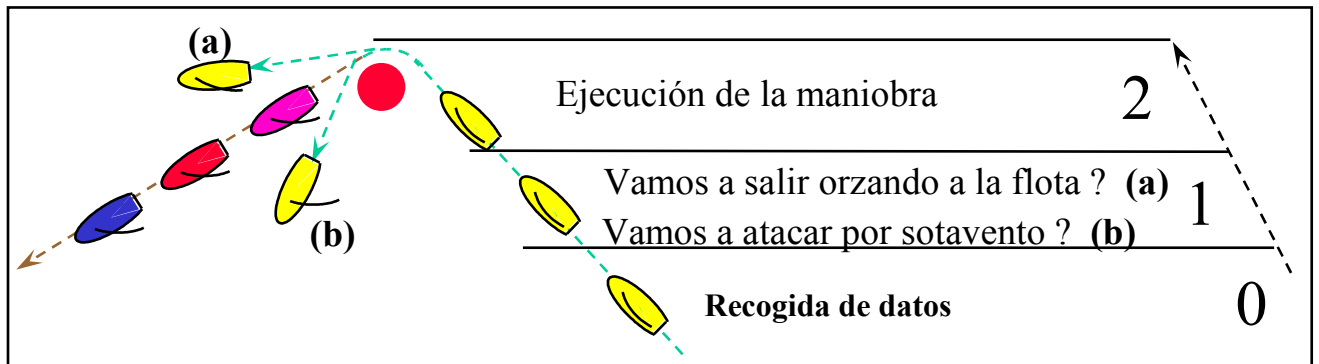 (a)
Ejecución de la maniobra 2
Vamos a salir orzando a la flota ? (a) 1
Vamos a atacar por sotavento ? (b)
(b)
Recogida de datos 0